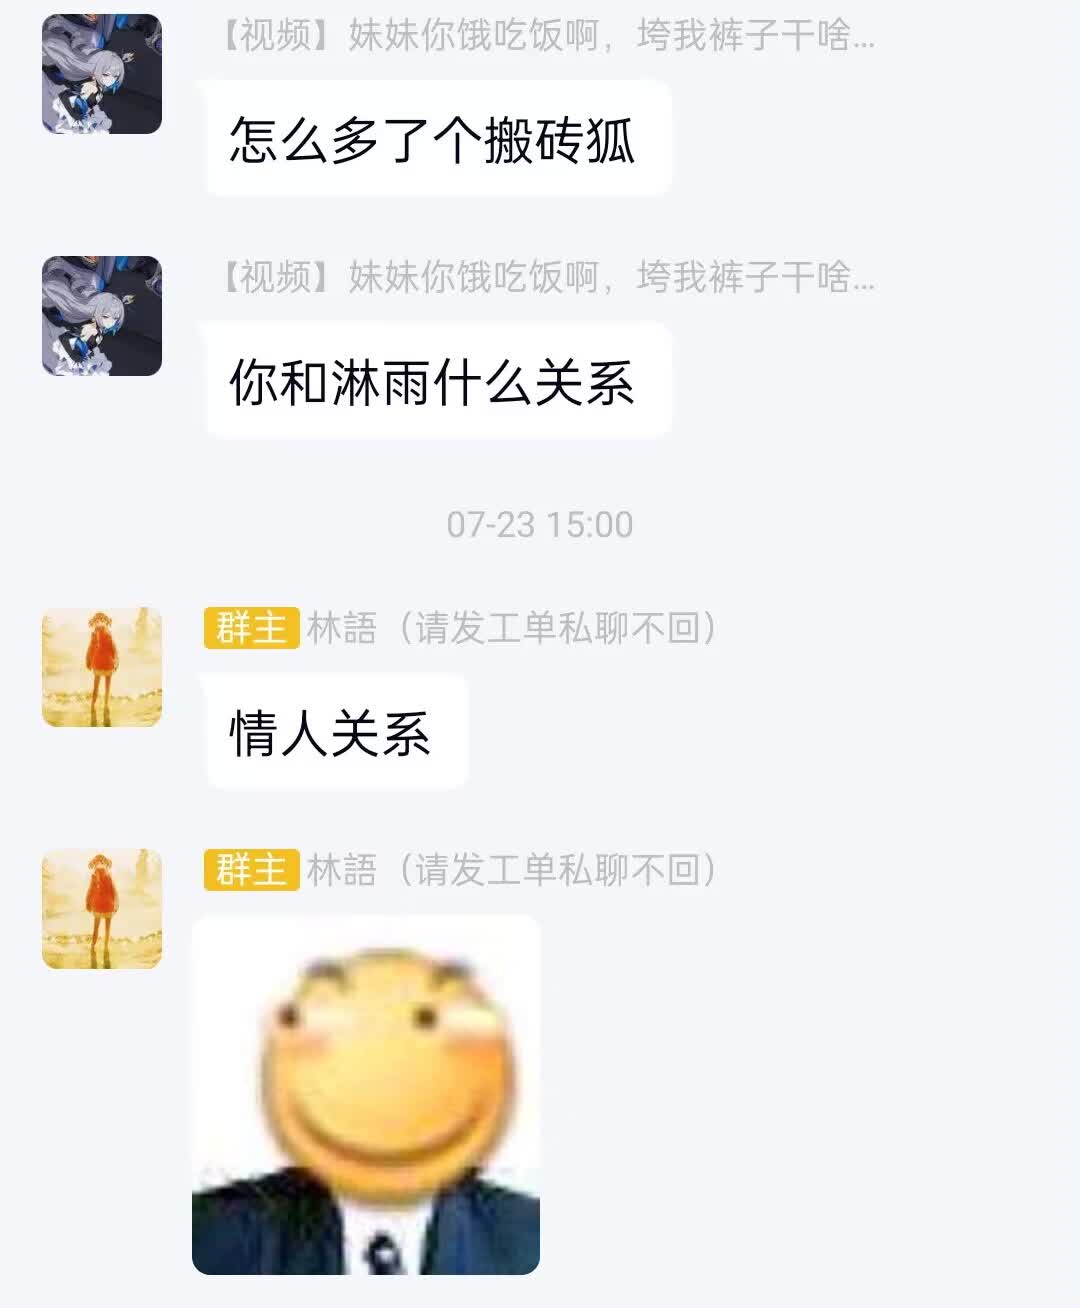 【视频】妹妹你饿吃饭啊，垮我裤子干啥...
怎么多了个搬砖狐
【视频】妹妹你饿吃饭啊，垮我裤子干啥...
你和淋雨什么关系
07-23 15:00
群主 林語（请发工单私聊不回）
情人关系
群主 林語（请发工单私聊不回）